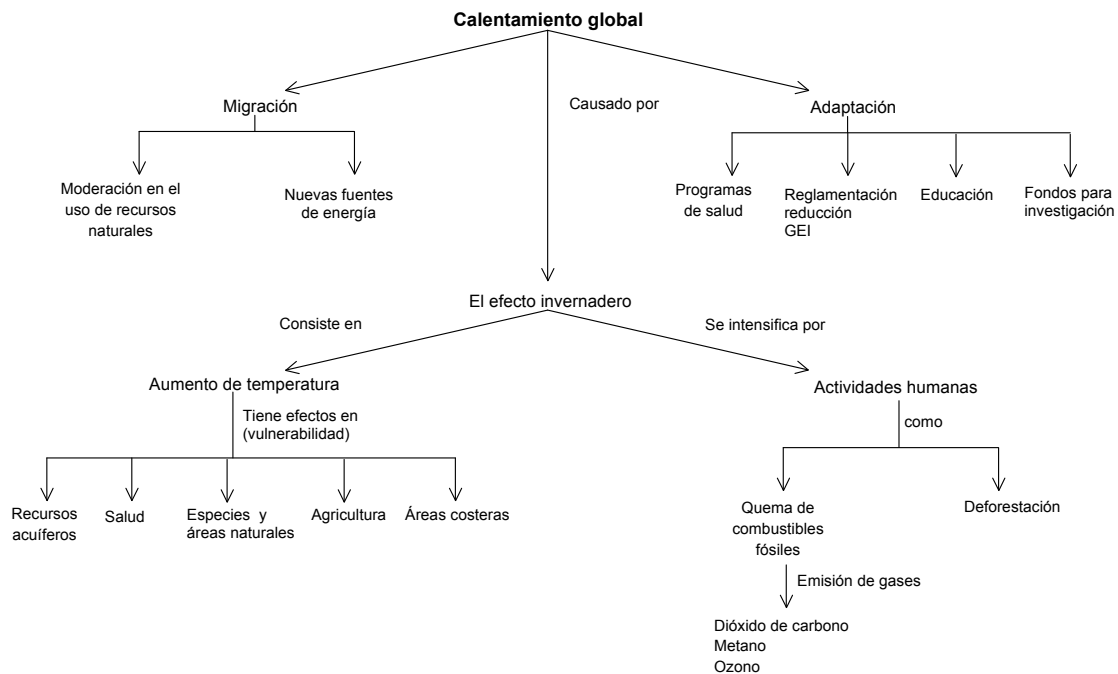 Calentamiento global
Migración
Causado por
Adaptación
Moderación en el
uso de recursos
naturales
Nuevas fuentes
de energía
Programas
de salud
Reglamentación
reducción
GEI
Educación
Fondos para
investigación
El efecto invernadero
Consiste en
Se intensifica por
Aumento de temperatura
Actividades humanas
Tiene efectos en
(vulnerabilidad)
como
Recursos
acuíferos
Salud
Especies y
áreas naturales
Agricultura
Áreas costeras
Quema de
combustibles
fósiles
Deforestación
Emisión de gases
Dióxido de carbono
Metano
Ozono